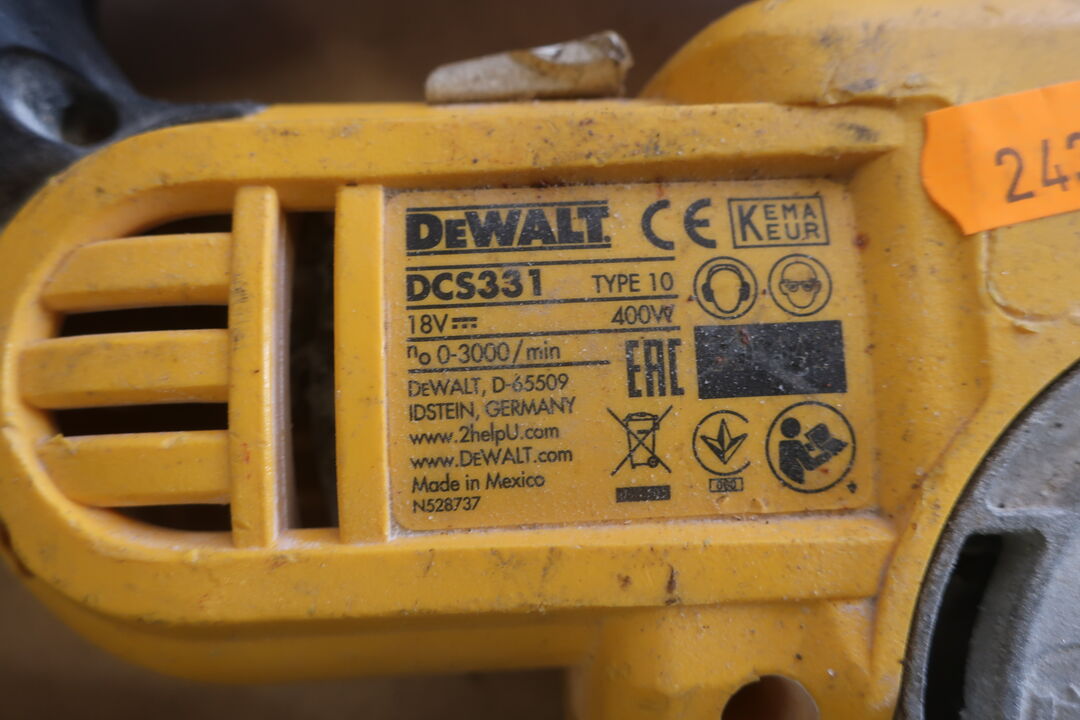 DEWALT.
CE
KEMA
KEUR
DCS331 TYPE 10
18V 400W
n₀ 0-3000/min
EAC
DEWALT, D-65509
IDSTEIN, GERMANY
www.2helpU.com
www.DEWALT.com
Made in Mexico
N528737
000